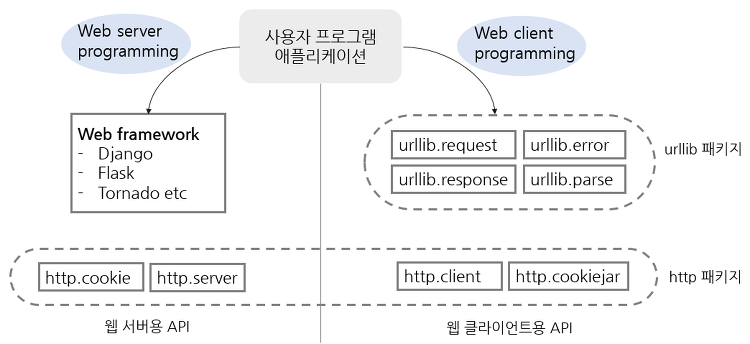 Web server
programming
사용자 프로그램
애플리케이션
Web client
programming
Web framework
- Django
- Flask
- Tornado etc
urllib.request
urllib.error
urllib.response
urllib.parse
urllib 패키지
http.cookie
http.server
http.client
http.cookiejar
http 패키지
웹 서버용 API
웹 클라이언트용 API